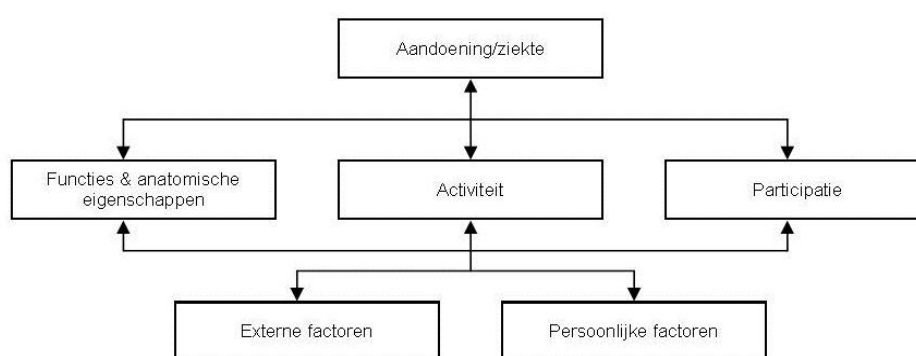 Aandoening/ziekte
Functies & anatomische
eigenschappen
Activiteit
Participatie
Externe factoren
Persoonlijke factoren